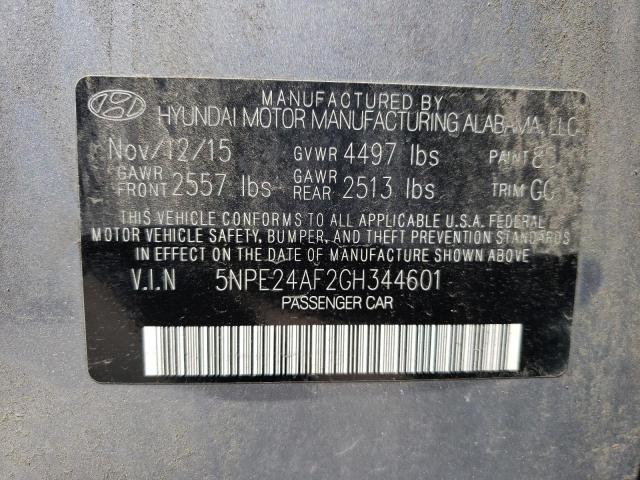 MANUFACTURED BY
HYUNDAI MOTOR MANUFACTURING ALABAMA, LLC
Nov/12/15 GVWR 4497 lbs PAINT
GAWR FRONT 2557 lbs GAWR REAR 2513 lbs TRIM GO
THIS VEHICLE CONFORMS TO ALL APPLICABLE U.S.A. FEDERAL
MOTOR VEHICLE SAFETY, BUMPER, AND THEFT PREVENTION
STANDARDS IN EFFECT ON THE DATE OF MANUFACTURE SHOWN ABOVE
V.I.N 5NPE24AF2GH344601
PASSENGER CAR